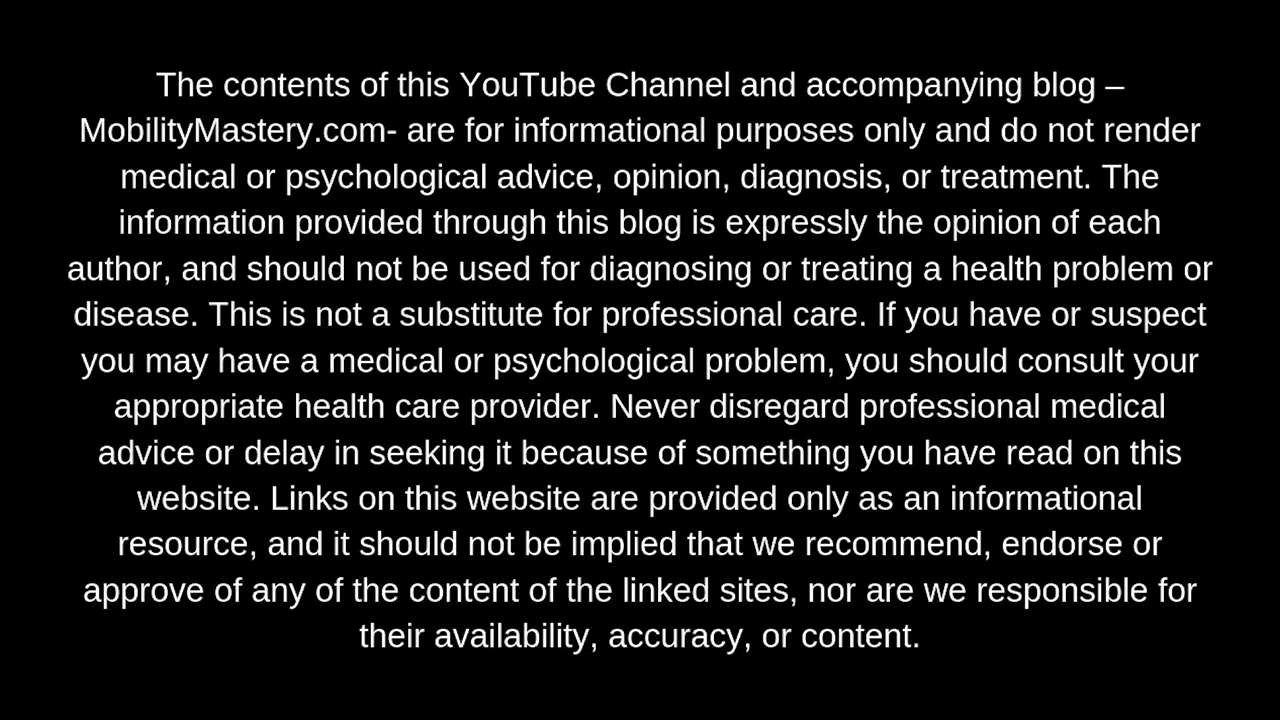 The contents of this YouTube Channel and accompanying blog –
MobilityMastery.com- are for informational purposes only and do not render
medical or psychological advice, opinion, diagnosis, or treatment. The
information provided through this blog is expressly the opinion of each
author, and should not be used for diagnosing or treating a health problem or
disease. This is not a substitute for professional care. If you have or suspect
you may have a medical or psychological problem, you should consult your
appropriate health care provider. Never disregard professional medical
advice or delay in seeking it because of something you have read on this
website. Links on this website are provided only as an informational
resource, and it should not be implied that we recommend, endorse or
approve of any of the content of the linked sites, nor are we responsible for
their availability, accuracy, or content.